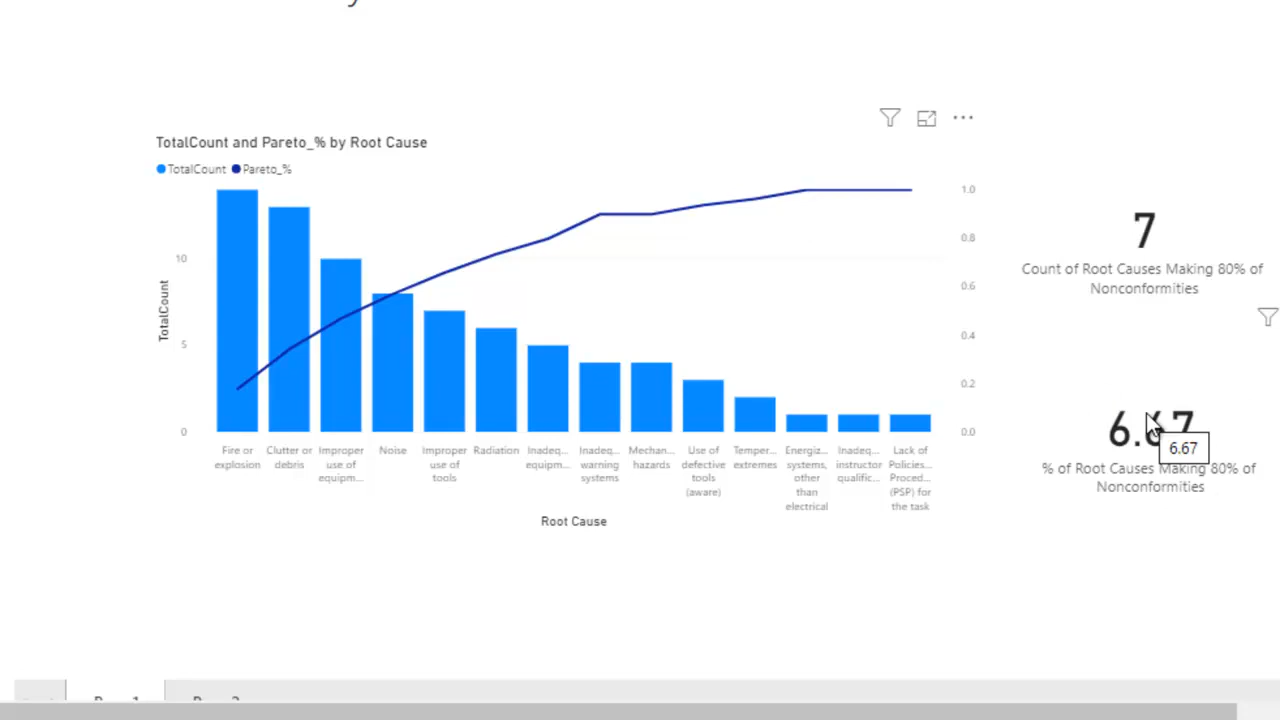 TotalCount and Pareto_% by Root Cause
TotalCount Pareto_%
1.0
0.8
10
0.6
0.4
5
0.2
0
0.0
TotalCount
Fire or
explosion
Clutter or
debris
Improper
use of
equipm...
Noise
Improper
use of
tools
Radiation
Inadeq...
equipm...
Inadeq...
warning
systems
Mechan...
hazards
Use of
defective
tools
(aware)
Temper...
extremes
Energiz...
systems,
other
than
electrical
Inadeq...
instructor
qualific...
Lack of
Policies...
Proced...
(PSP) for
the task
Root Cause
7
Count of Root Causes Making 80% of
Nonconformities
6.67
6.67
% of Root Causes Making 80% of
Nonconformities